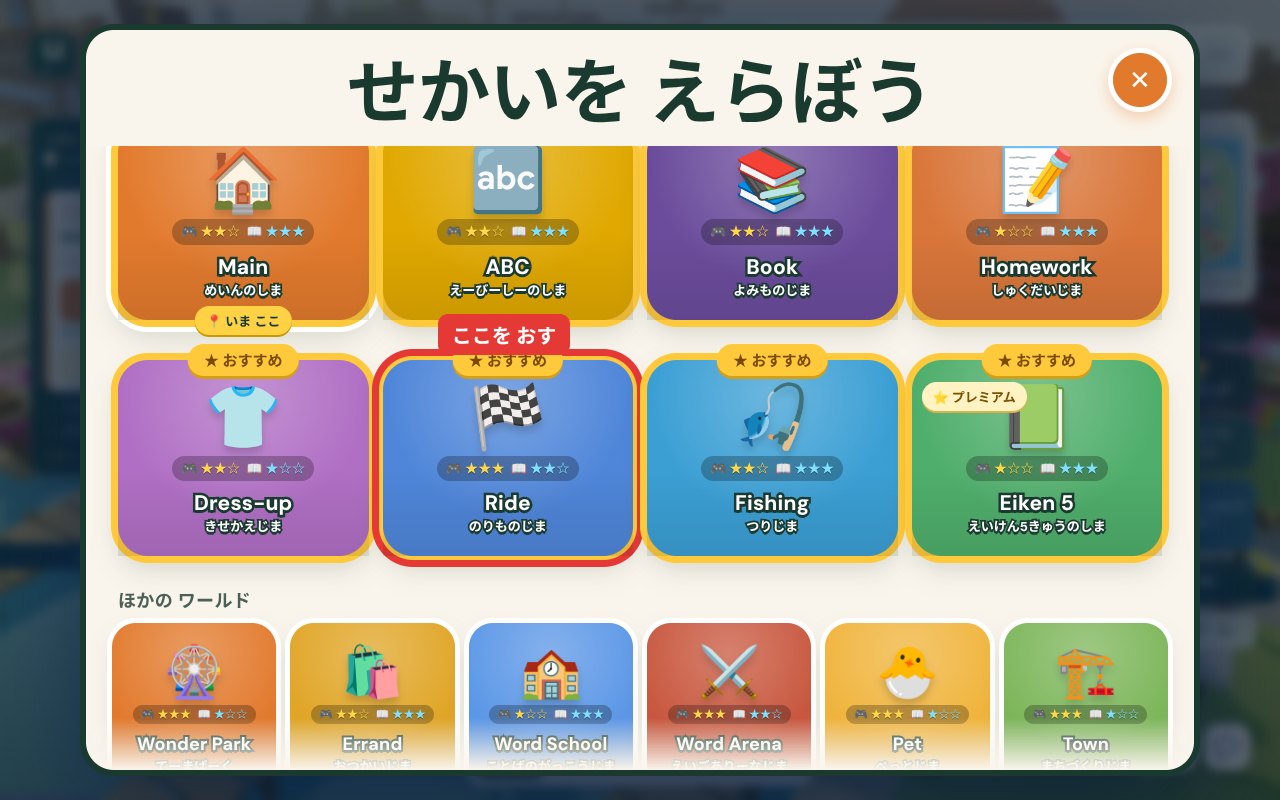 せかいを えらぼう
×
abc
🎮 ★★☆ 📖 ★★★
Main
めいんのしま
📍 いま ここ
🎮 ★★☆ 📖 ★★★
ABC
えーびーしーのしま
🎮 ★★☆ 📖 ★★★
Book
よみものじま
🎮 ★☆☆ 📖 ★★★
Homework
しゅくだいじま
ここを おす
★ おすすめ
🎮 ★★☆ 📖 ★☆☆
Dress-up
きせかえじま
★ おすすめ
🎮 ★★★ 📖 ★★☆
Ride
のりものじま
★ おすすめ
🎮 ★★☆ 📖 ★★★
Fishing
つりじま
★ おすすめ
⭐ プレミアム
🎮 ★☆☆ 📖 ★★★
Eiken 5
えいけん5きゅうのしま
ほかの ワールド
🎮 ★★★ 📖 ★☆☆
Wonder Park
🎮 ★★☆ 📖 ★★★
Errand
🎮 ★☆☆ 📖 ★★★
Word School
🎮 ★★★ 📖 ★★☆
Word Arena
🎮 ★★★ 📖 ★☆☆
Pet
🎮 ★★★ 📖 ★☆☆
Town